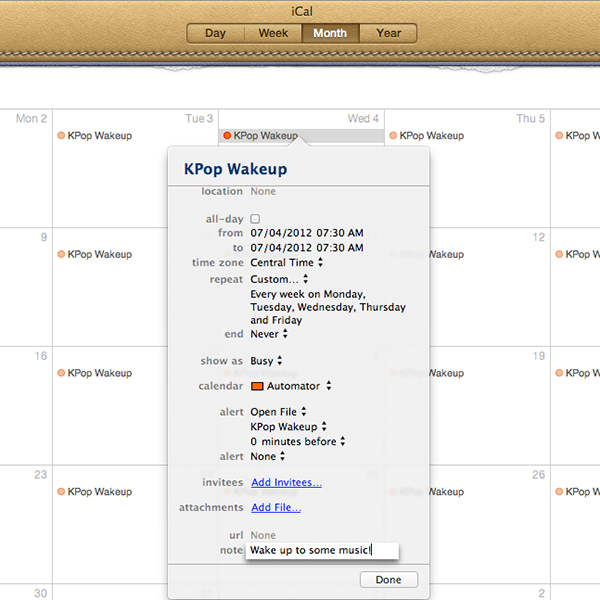 iCal
Day Week Month Year
Mon 2 Tue 3 Wed 4 Thu 5
KPop Wakeup KPop Wakeup KPop Wakeup KPop Wakeup
KPop Wakeup
location None
all-day
from 07/04/2012 07:30 AM
to 07/04/2012 07:30 AM
time zone Central Time
repeat Custom...
Every week on Monday,
Tuesday, Wednesday, Thursday
and Friday
end Never
show as Busy
calendar Automator
alert Open File
KPop Wakeup
0 minutes before
alert None
invitees Add Invitees...
attachments Add File...
url None
note Wake up to some music!
Done
9 12
KPop Wakeup Wakeup KPop Wakeup
16 19
KPop Wakeup Wakeup KPop Wakeup
23 26
KPop Wakeup Wakeup KPop Wakeup
30 2